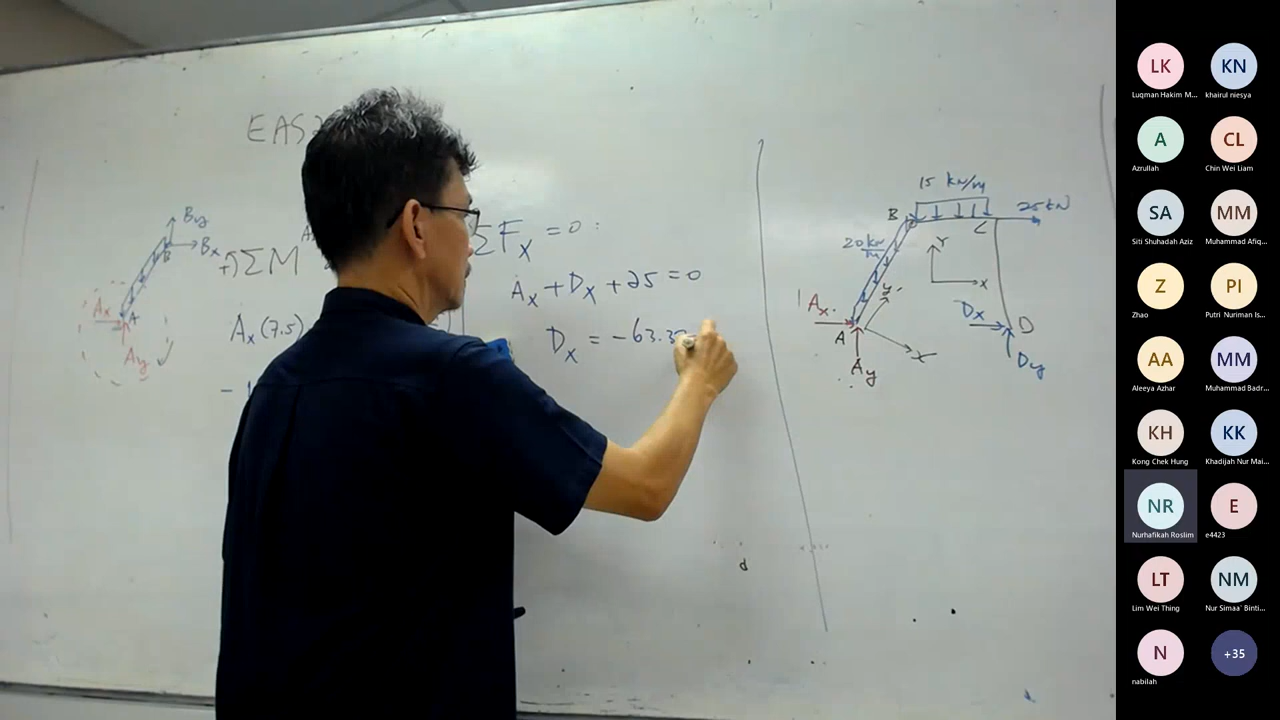 EAS
By
Bx
B
Ax
A
Ay
+ΣM
Ax(7.5)
ΣFx = 0 :
Ax + Dx + 25 = 0
Dx = -63.3
15 kN/m
25 kN
B
C
20 kN/m
Y
x
y
Ax
A
Ay
x
Dx
D
Dy
LK
Luqman Hakim M...
KN
khairul niesya
A
Azrullah
CL
Chin Wei Liam
SA
Siti Shuhadah Aziz
MM
Muhammad Afiq...
Z
Zhao
PI
Putri Nuriman Is...
AA
Aleeya Azhar
MM
Muhammad Badr...
KH
Kong Chek Hung
KK
Khadijah Nur Mai...
NR
Nurhafikah Roslim
E
e4423
LT
Lim Wei Thing
NM
Nur Simaa` Binti...
N
nabilah
+35